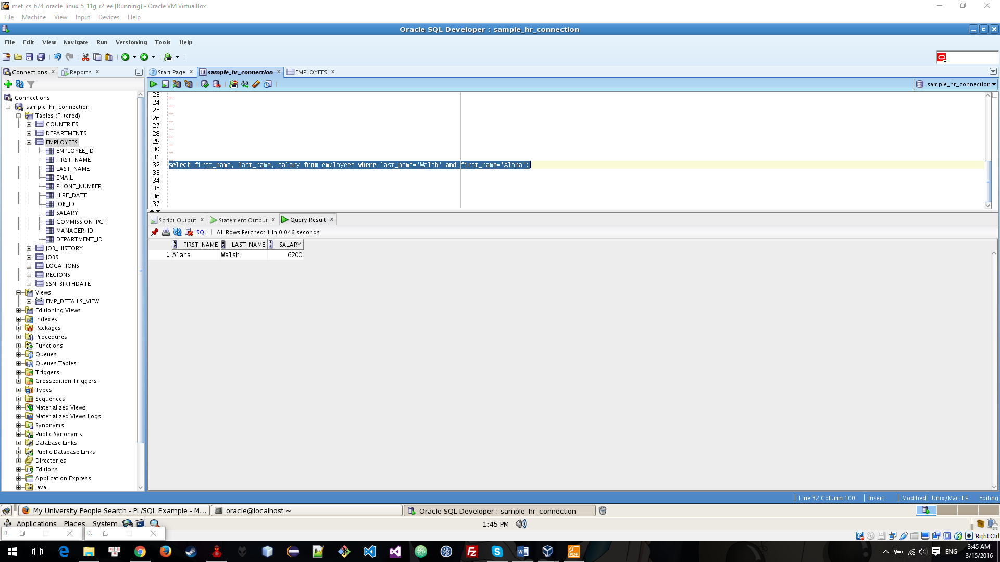 met_cs_674_oracle_linux_5_11g_r2_ee [Running] - Oracle VM VirtualBox
File Machine View Input Devices Help
Oracle SQL Developer : sample_hr_connection
File Edit View Navigate Run Versioning Tools Help
Connections Reports
Start Page sample_hr_connection EMPLOYEES
sample_hr_connection
Connections
sample_hr_connection
Tables (Filtered)
COUNTRIES
DEPARTMENTS
EMPLOYEES
EMPLOYEE_ID
FIRST_NAME
LAST_NAME
EMAIL
PHONE_NUMBER
HIRE_DATE
JOB_ID
SALARY
COMMISSION_PCT
MANAGER_ID
DEPARTMENT_ID
JOB_HISTORY
JOBS
LOCATIONS
REGIONS
SSN_BIRTHDATE
Views
EMP_DETAILS_VIEW
Editioning Views
Indexes
Packages
Procedures
Functions
Queues
Queues Tables
Triggers
Crossedition Triggers
Types
Sequences
Materialized Views
Materialized Views Logs
Synonyms
Public Synonyms
Database Links
Public Database Links
Directories
Editions
Application Express
Java
23
24
25
26
27
28
29
30
31
32 select first_name, last_name, salary from employees where last_name='Walsh' and first_name='Alana';
33
34
35
36
37
Script Output Statement Output Query Result
SQL All Rows Fetched: 1 in 0.046 seconds
FIRST_NAME LAST_NAME SALARY
1 Alana Walsh 6200
Line 32 Column 100 Insert Modified Unix/Mac: LF Editing
My University People Search - PL/SQL Example - M... oracle@localhost:~ Oracle SQL Developer : sample_hr_connection
Applications Places System 1:45 PM
D. D.
Right Ctrl
ENG 3:45 AM
3/15/2016